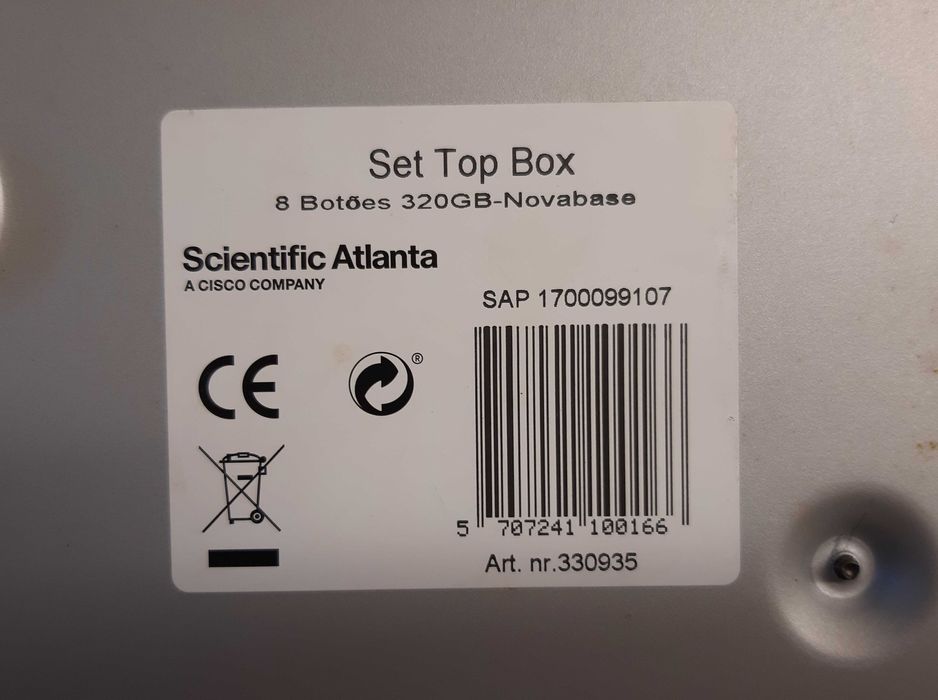 Set Top Box
8 Botões 320GB-Novabase
Scientific Atlanta
A CISCO COMPANY
SAP 1700099107
CE
®
5 707241 100166
Art. nr.330935